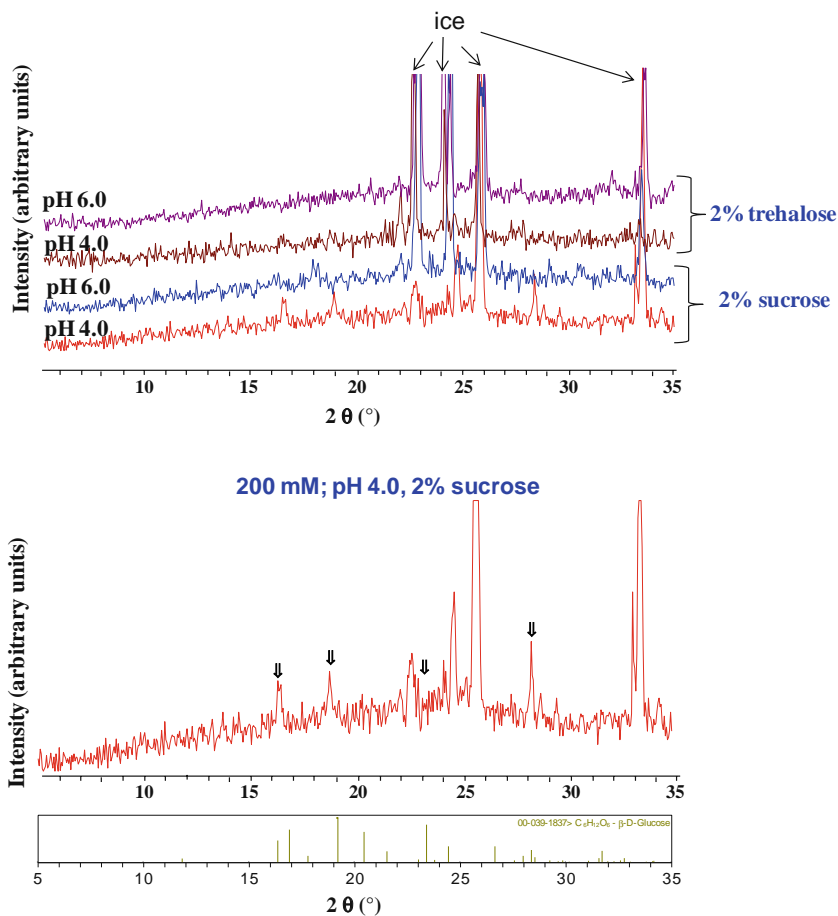 ice
Intensity (arbitrary units)
pH 6.0
pH 4.0
pH 6.0
pH 4.0
2% trehalose
2% sucrose
10 15 20 25 30 35
2 θ (°)
200 mM; pH 4.0, 2% sucrose
Intensity (arbitrary units)
10 15 20 25 30 35
00-039-1837> C6H12O6 - β-D-Glucose
5 10 15 20 25 30 35
2 θ (°)